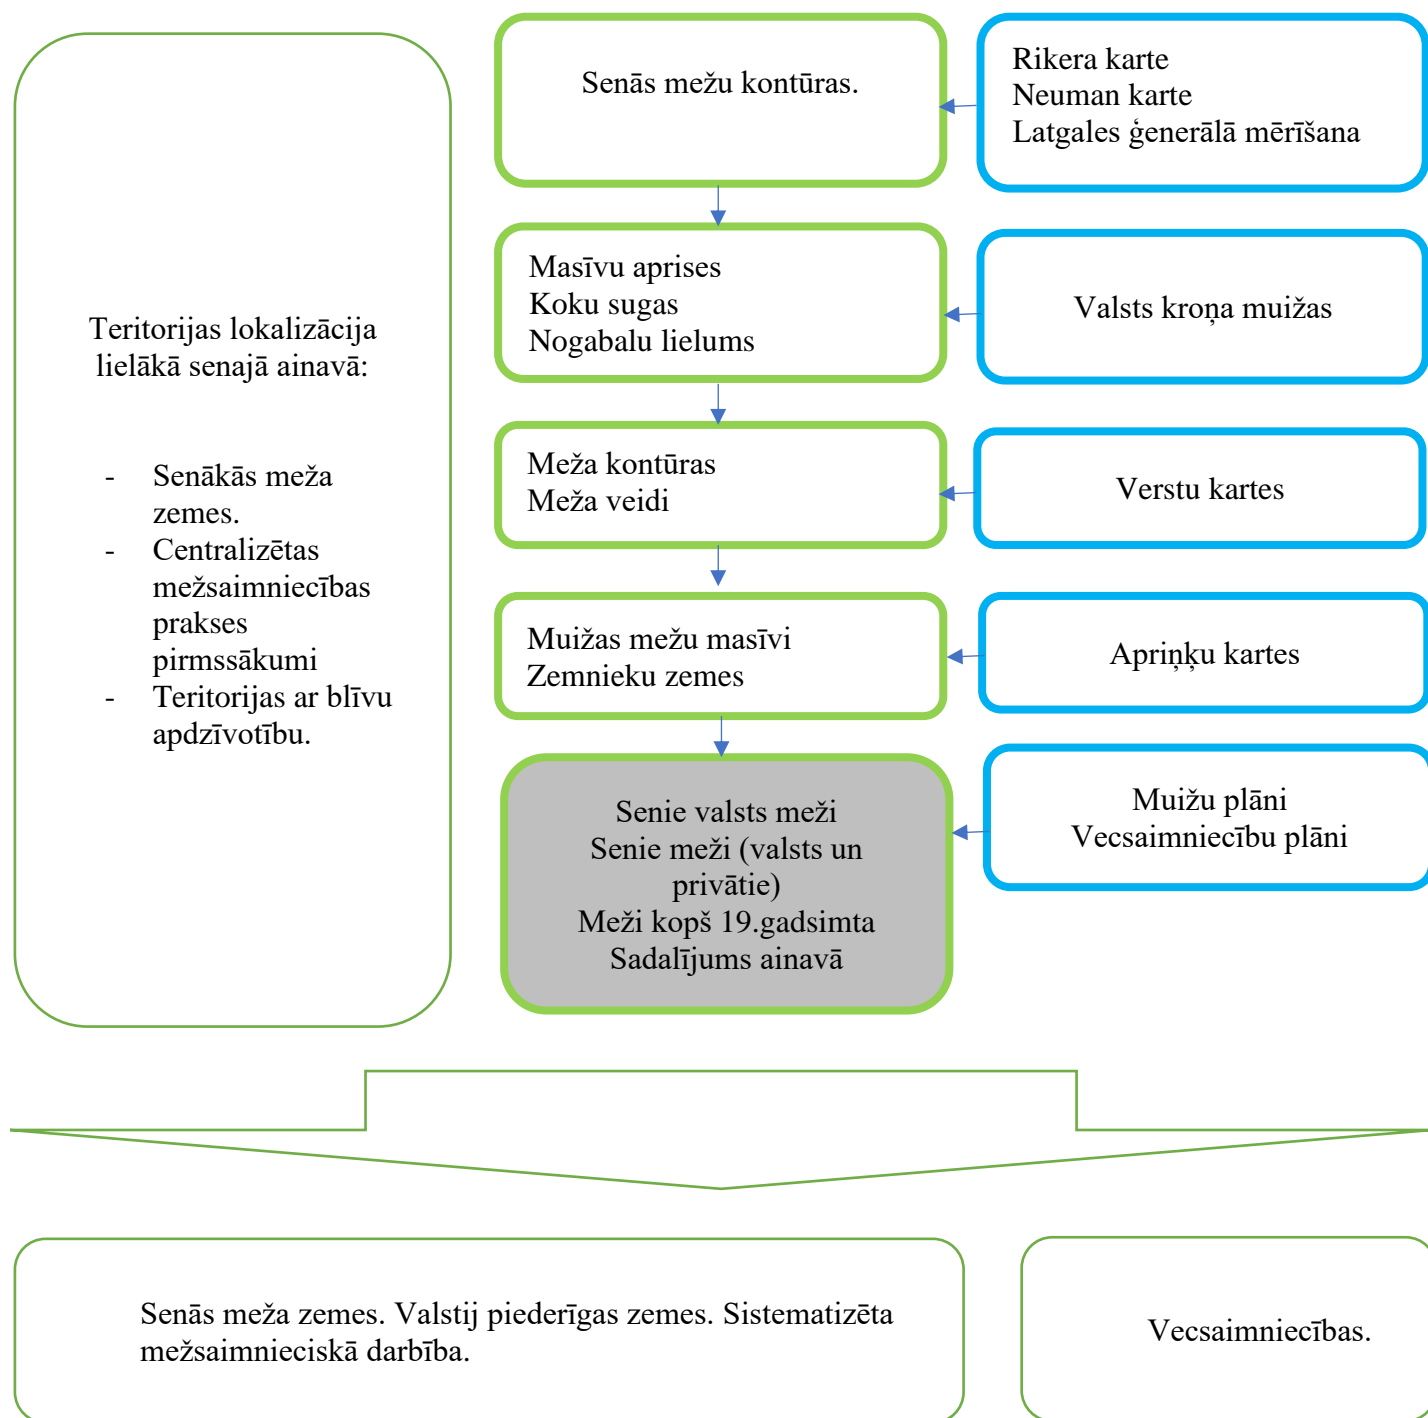 Teritorijas lokalizācija
lielākā senajā ainavā:
- Senākās meža
zemes.
- Centralizētas
mežsaimniecības
prakses
pirmssākumi
- Teritorijas ar blīvu
apdzīvotību.
Senās mežu kontūras.
Rikera karte
Neuman karte
Latgales ģenerālā mērīšana
Masīvu aprises
Koku sugas
Nogabalu lielums
Valsts kroņa muižas
Meža kontūras
Meža veidi
Verstu kartes
Muižas mežu masīvi
Zemnieku zemes
Apriņķu kartes
Senie valsts meži
Senie meži (valsts un
privātie)
Meži kopš 19.gadsimta
Sadalījums ainavā
Muižu plāni
Vecsaimniecību plāni
Senās meža zemes. Valstij piederīgas zemes. Sistematizēta
mežsaimnieciskā darbība.
Vecsaimniecības.